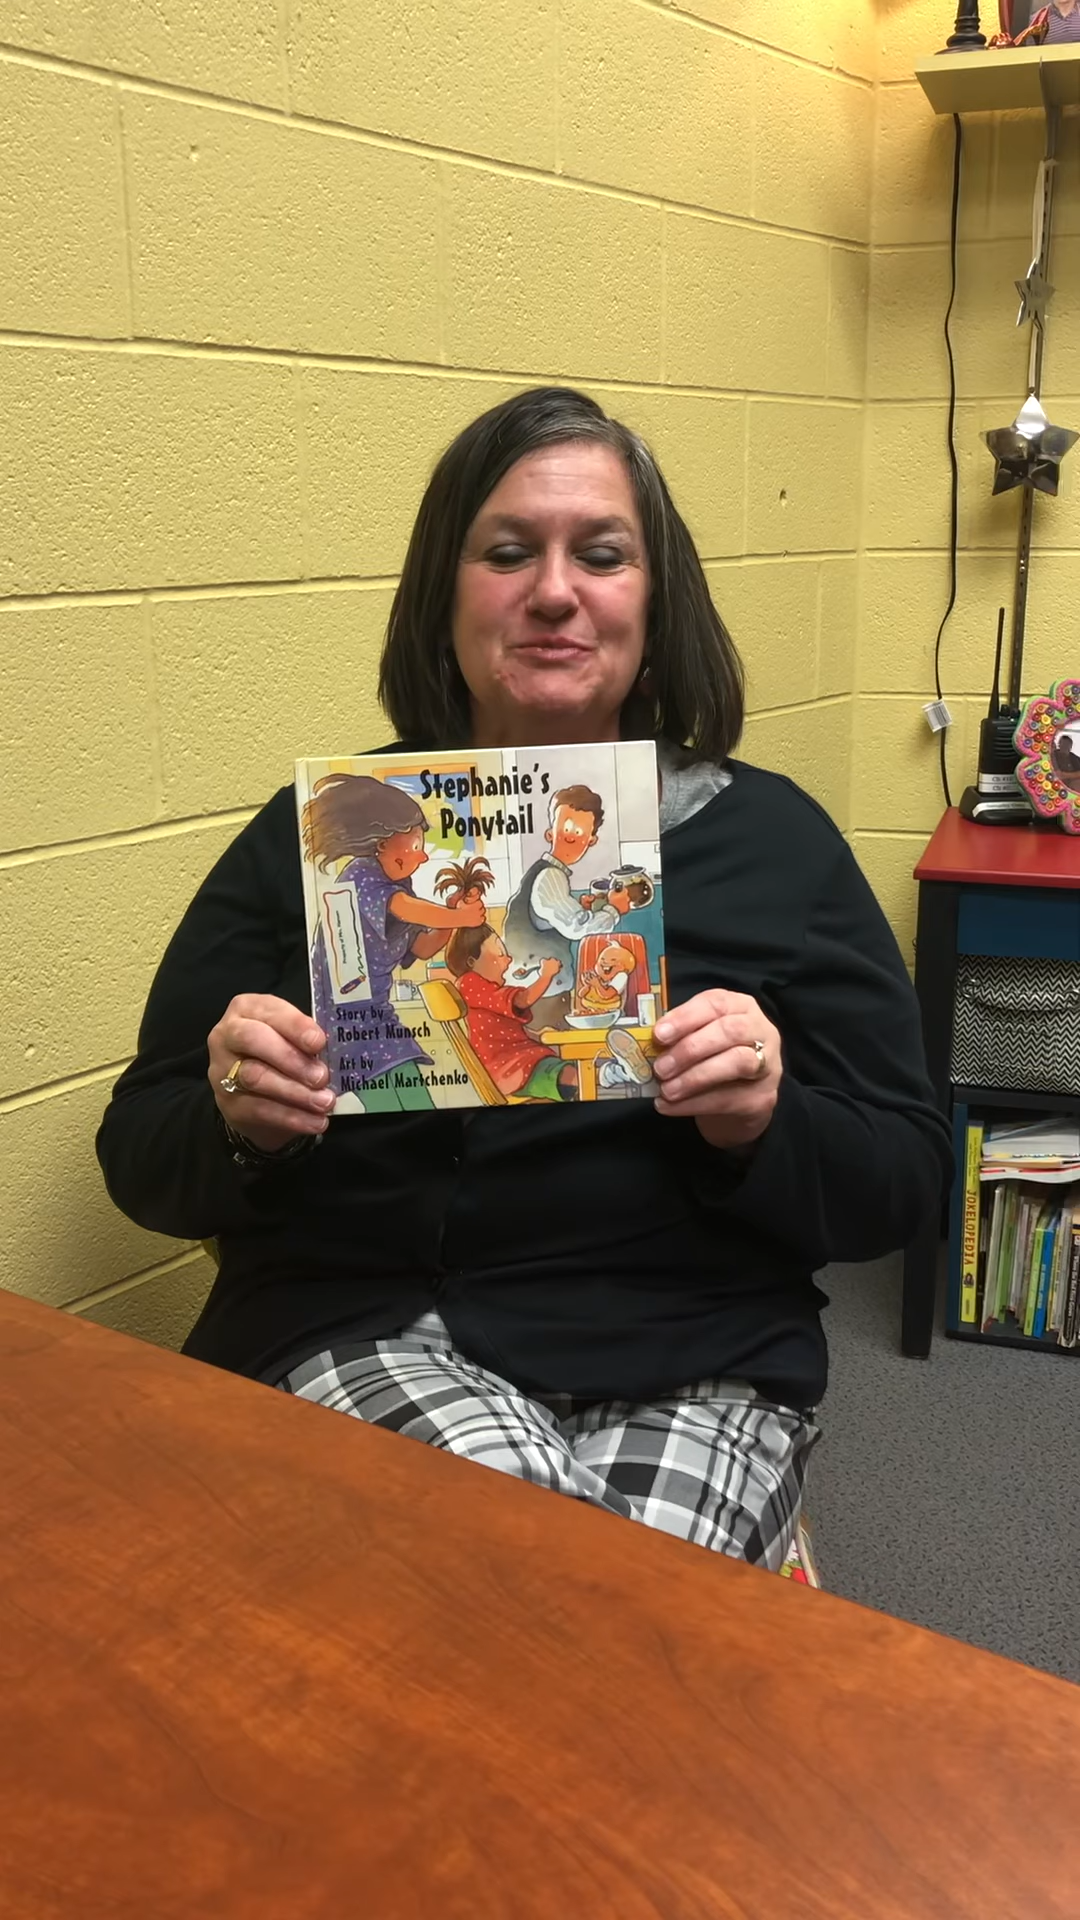 Stephanie's
Ponytail
Story by
Robert Munsch
Art by
Michael Martchenko
JOKELOPEDIA